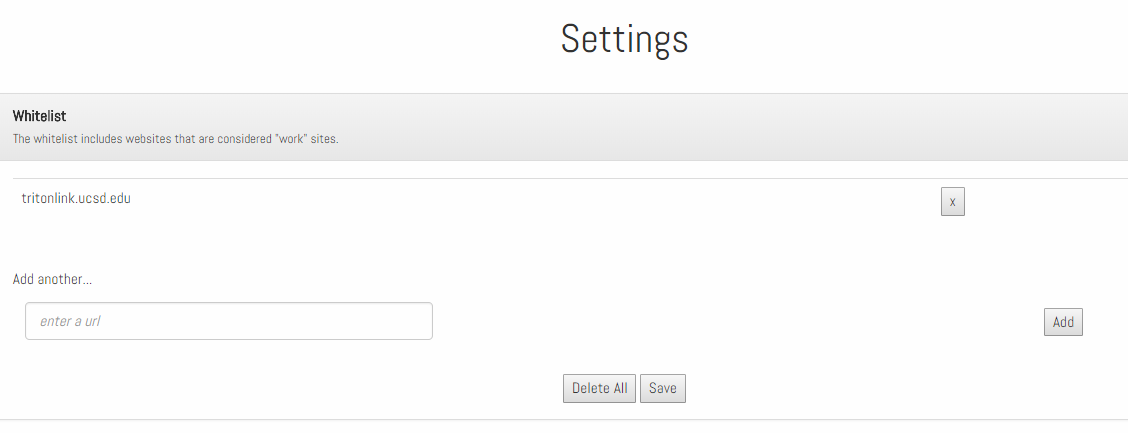 Settings
Whitelist
The whitelist includes websites that are considered "work" sites.
tritonlink.ucsd.edu
x
Add another...
enter a url
Add
Delete All
Save